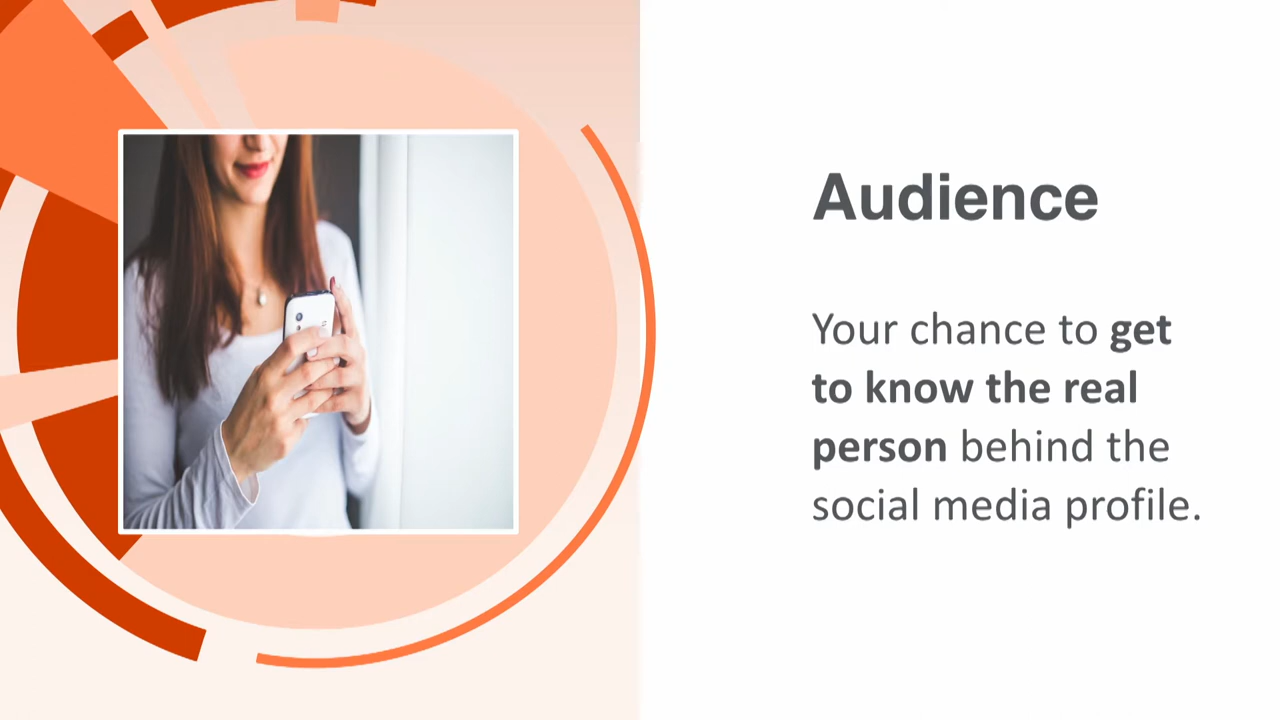 Audience
Your chance to get
to know the real
person behind the
social media profile.